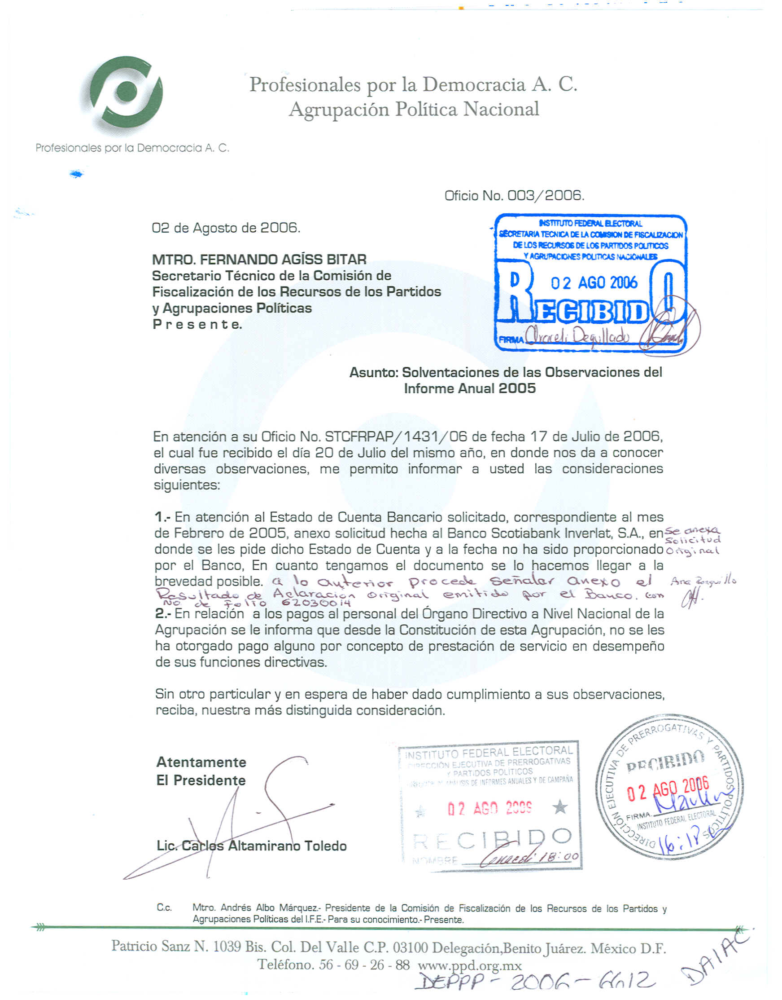 Profesionales por la Democracia A. C.
Agrupación Política Nacional
Profesionales por la Democracia A. C.
Oficio No. 003/2006.
02 de Agosto de 2006.
INSTITUTO FEDERAL ELECTORAL
SECRETARIA TECNICA DE LA COMISION DE FISCALIZACION
DE LOS RECURSOS DE LOS PARTIDOS POLITICOS
Y AGRUPACIONES POLITICAS NACIONALES
02 AGO 2006
RECIBIDO
FIRMA Araceli Degollado
MTRO. FERNANDO AGÍSS BITAR
Secretario Técnico de la Comisión de
Fiscalización de los Recursos de los Partidos
y Agrupaciones Políticas
P r e s e n t e.
Asunto: Solventaciones de las Observaciones del
Informe Anual 2005
En atención a su Oficio No. STCFRPAP/1431/06 de fecha 17 de Julio de 2006,
el cual fue recibido el día 20 de Julio del mismo año, en donde nos da a conocer
diversas observaciones, me permito informar a usted las consideraciones
siguientes:
1.- En atención al Estado de Cuenta Bancario solicitado, correspondiente al mes
de Febrero de 2005, anexo solicitud hecha al Banco Scotiabank Inverlat, S.A., en
donde se les pide dicho Estado de Cuenta y a la fecha no ha sido proporcionado
por el Banco, En cuanto tengamos el documento se lo hacemos llegar a la
brevedad posible. a lo anterior procede señalar anexo el
Resultado de Aclaración original emitido por el Banco. con
No. de Folio 62030014
Se anexa
Solicitud
Original
Ana Ronquillo
2.- En relación a los pagos al personal del Órgano Directivo a Nivel Nacional de la
Agrupación se le informa que desde la Constitución de esta Agrupación, no se les
ha otorgado pago alguno por concepto de prestación de servicio en desempeño
de sus funciones directivas.
Sin otro particular y en espera de haber dado cumplimiento a sus observaciones,
reciba, nuestra más distinguida consideración.
Atentamente
El Presidente
Lic. Carlos Altamirano Toledo
INSTITUTO FEDERAL ELECTORAL
DIRECCIÓN EJECUTIVA DE PRERROGATIVAS
Y PARTIDOS POLÍTICOS
DIRECCIÓN DE ANÁLISIS DE INFORMES ANUALES Y DE CAMPAÑA
02 AGO
RECIBIDO
NOMBRE 18:00
DIRECCIÓN EJECUTIVA DE PRERROGATIVAS Y PARTIDOS POLÍTICOS
RECIBIDO
02 AGO 2006
FIRMA.
INSTITUTO FEDERAL ELECTORAL
16:18
C.c. Mtro. Andrés Albo Márquez.- Presidente de la Comisión de Fiscalización de los Recursos de los Partidos y
Agrupaciones Políticas del I.F.E.- Para su conocimiento.- Presente.
Patricio Sanz N. 1039 Bis. Col. Del Valle C.P. 03100 Delegación,Benito Juárez. México D.F.
Teléfono. 56 - 69 - 26 - 88 www.ppd.org.mx
DEPPP - 2006 - 6612
DAIAC.